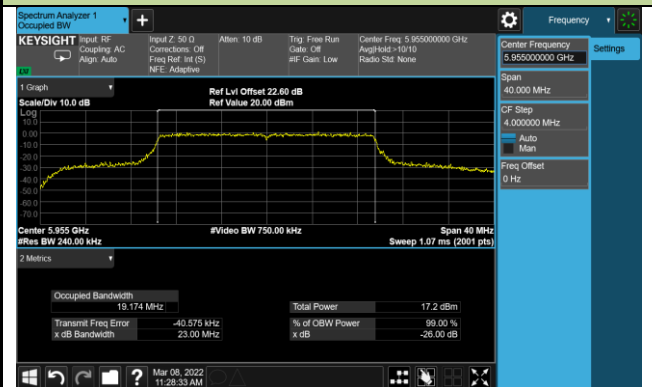 Spectrum Analyzer 1
Occupied BW
Frequency
KEYSIGHT
Input: RF
Coupling: AC
Align: Auto
Input Z: 50 Ω
Corrections: Off
Freq Ref: Int (S)
NFE: Adaptive
Atten: 10 dB
Trig: Free Run
Gate: Off
#IF Gain: Low
Center Freq: 5.955000000 GHz
Avg|Hold:>10/10
Radio Std: None
Center Frequency
5.955000000 GHz
Settings
Span
40.000 MHz
CF Step
4.000000 MHz
Auto
Man
Freq Offset
0 Hz
1 Graph
Scale/Div 10.0 dB
Ref Lvl Offset 22.60 dB
Ref Value 20.00 dBm
Log
10.0
0.00
-10.0
-20.0
-30.0
-40.0
-50.0
-60.0
-70.0
Center 5.955 GHz
#Video BW 750.00 kHz
Span 40 MHz
#Res BW 240.00 kHz
Sweep 1.07 ms (2001 pts)
2 Metrics
Occupied Bandwidth
19.174 MHz
Total Power
17.2 dBm
Transmit Freq Error
-40.575 kHz
% of OBW Power
99.00 %
x dB Bandwidth
23.00 MHz
x dB
-26.00 dB
Mar 08, 2022
11:28:33 AM